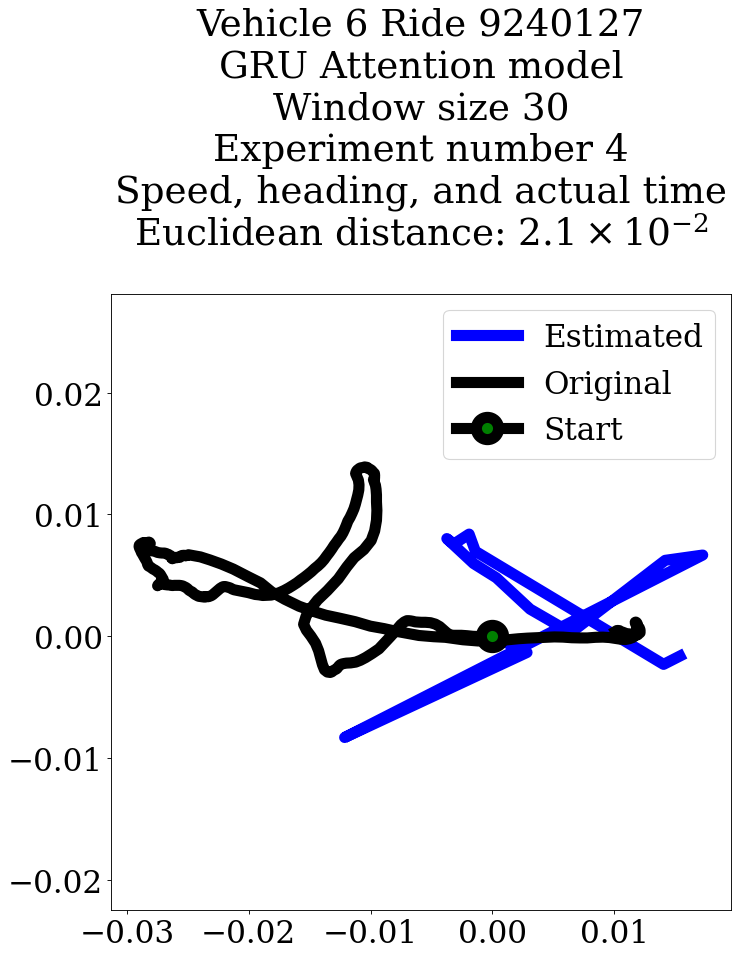 Vehicle 6 Ride 9240127
GRU Attention model
Window size 30
Experiment number 4
Speed, heading, and actual time
Euclidean distance: 2.1 × 10⁻²
Estimated
Original
Start
0.02
0.01
0.00
−0.01
−0.02
−0.03 −0.02 −0.01 0.00 0.01